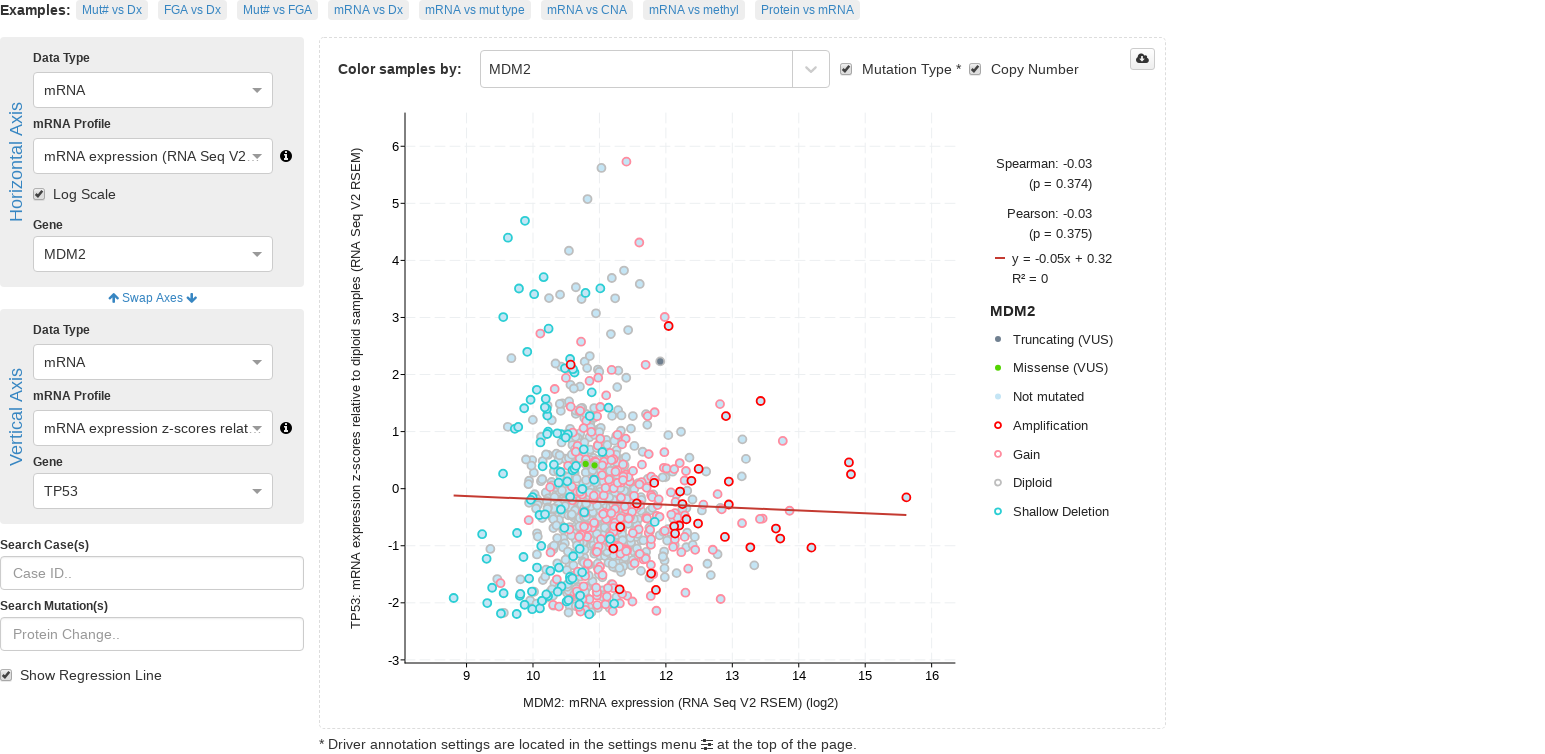 Examples: Mut# vs Dx FGA vs Dx Mut# vs FGA mRNA vs Dx mRNA vs mut type mRNA vs CNA mRNA vs methyl Protein vs mRNA
Horizontal Axis
Data Type
mRNA
mRNA Profile
mRNA expression (RNA Seq V2...
Log Scale
Gene
MDM2
Swap Axes
Vertical Axis
Data Type
mRNA
mRNA Profile
mRNA expression z-scores relat...
Gene
TP53
Search Case(s)
Case ID..
Search Mutation(s)
Protein Change..
Show Regression Line
Color samples by: MDM2 Mutation Type * Copy Number
TP53: mRNA expression z-scores relative to diploid samples (RNA Seq V2 RSEM)
6
5
4
3
2
1
0
-1
-2
-3
9 10 11 12 13 14 15 16
MDM2: mRNA expression (RNA Seq V2 RSEM) (log2)
Spearman: -0.03
(p = 0.374)
Pearson: -0.03
(p = 0.375)
y = -0.05x + 0.32
R² = 0
MDM2
Truncating (VUS)
Missense (VUS)
Not mutated
Amplification
Gain
Diploid
Shallow Deletion
* Driver annotation settings are located in the settings menu at the top of the page.